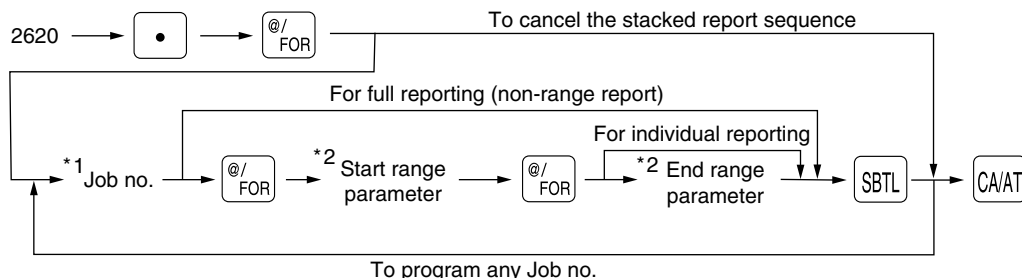 To cancel the stacked report sequence
2620 • @/FOR
For full reporting (non-range report)
For individual reporting
*1 Job no. @/FOR *2 Start range parameter @/FOR *2 End range parameter SBTL CA/AT
To program any Job no.